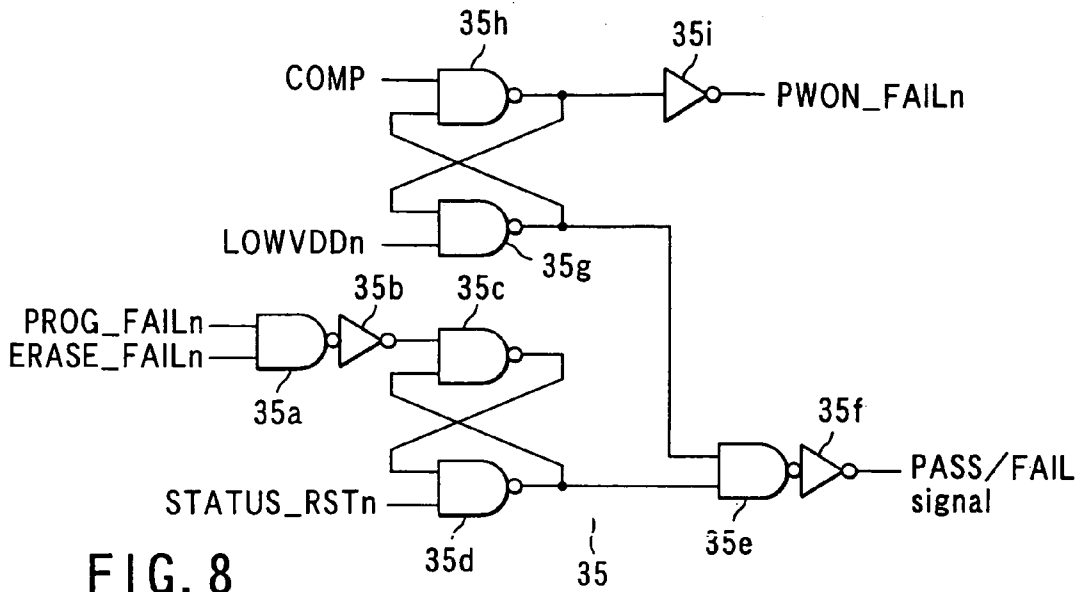 35h
35i
COMP
PWON_FAILn
LOWVDDn
35g
35b
35c
PROG_FAILn
ERASE_FAILn
35a
35f
PASS/FAIL
signal
STATUS_RSTn
35d
35e
35
FIG. 8